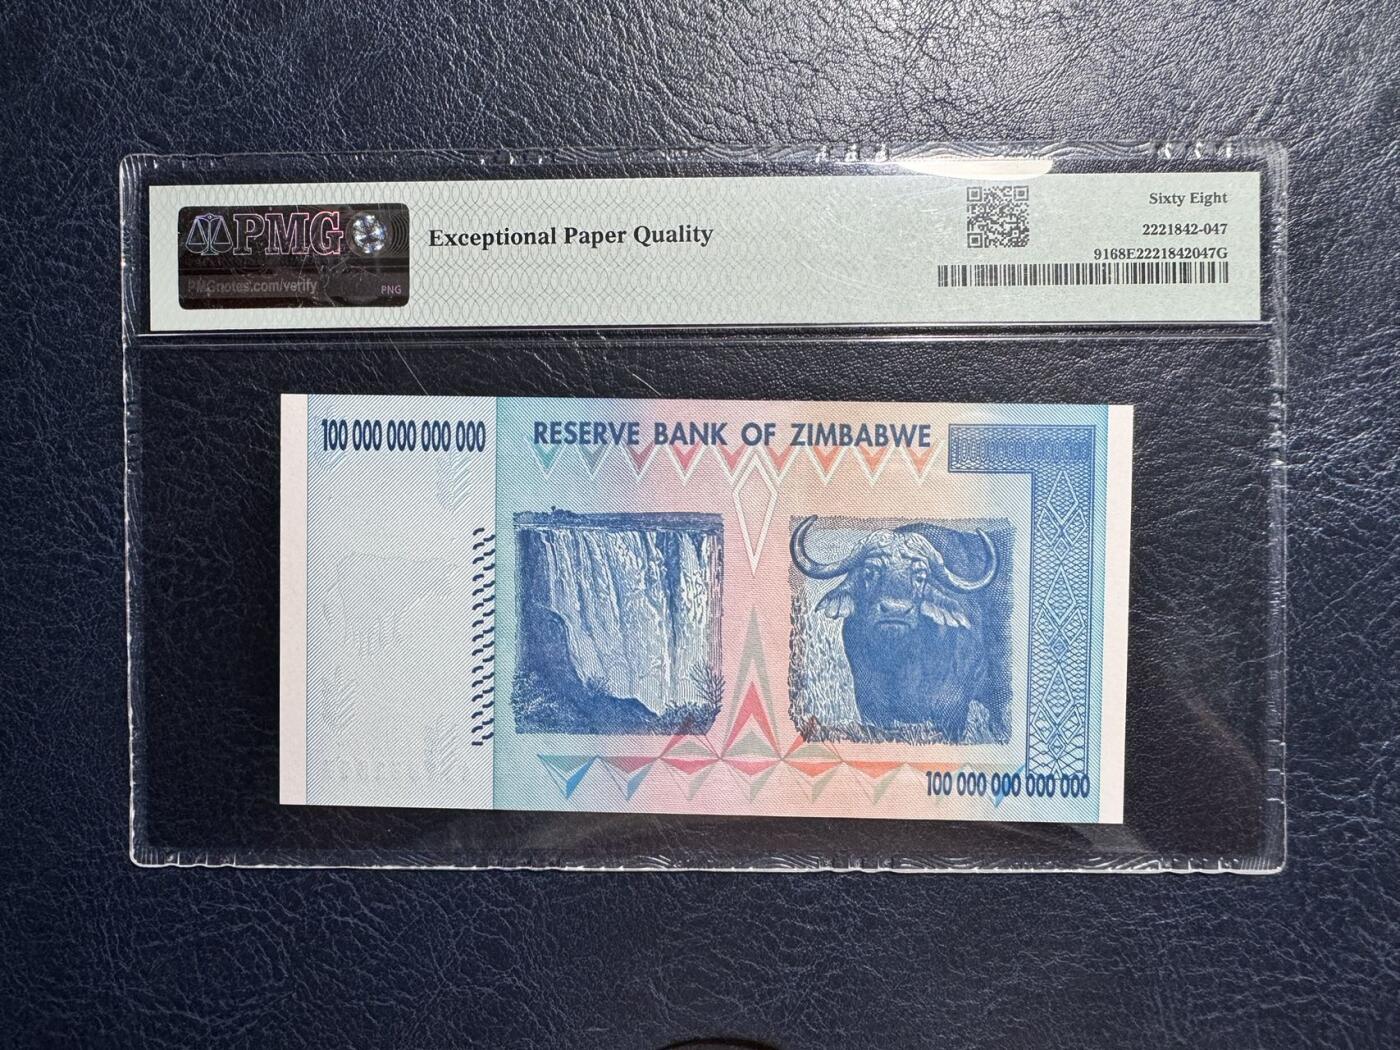 PMG
PMGnotes.com/verify
PNG
Exceptional Paper Quality
Sixty Eight
2221842-047
9168E2221842047G
100 000 000 000 000
RESERVE BANK OF ZIMBABWE
100 000 000 000 000